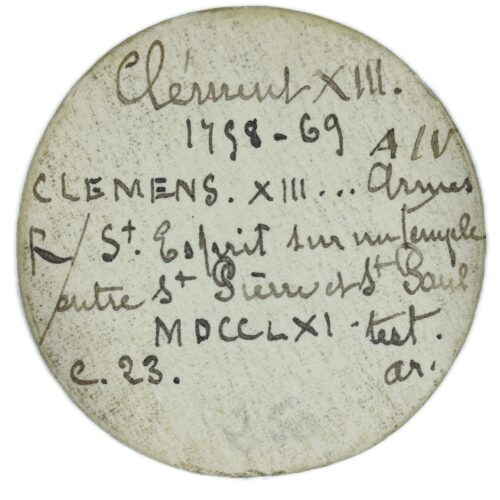 Clément XIII.
1758-69 A IV
CLEMENS. XIII... Armes
R/ St. Esprit sur un temple
entre St Pierre et St Paul
MDCCLXI. test.
C. 23. ar.
250